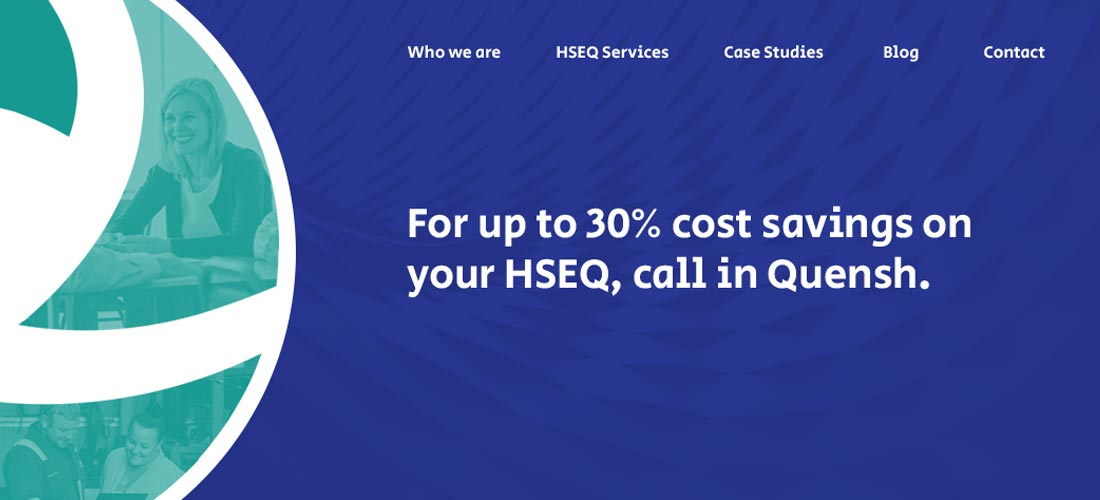 Who we are HSEQ Services Case Studies Blog Contact
For up to 30% cost savings on
your HSEQ, call in Quensh.